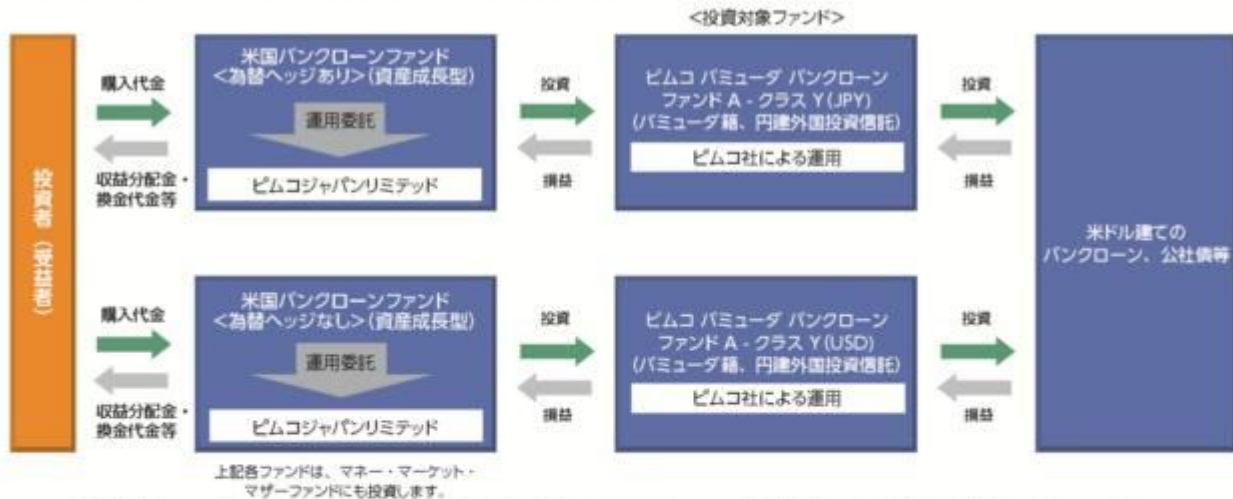 <投資対象ファンド>
投資者(受益者)
購入代金
収益分配金・
換金代金等
米国バンクローンファンド
<為替ヘッジあり>(資産成長型)
運用委託
ピムコジャパンリミテッド
投資
損益
ピムコ バミューダ バンクローン
ファンド A - クラス Y(JPY)
(バミューダ籍、円建外国投資信託)
ピムコ社による運用
投資
損益
米ドル建ての
バンクローン、公社債等
購入代金
収益分配金・
換金代金等
米国バンクローンファンド
<為替ヘッジなし>(資産成長型)
運用委託
ピムコジャパンリミテッド
投資
損益
ピムコ バミューダ バンクローン
ファンド A - クラス Y(USD)
(バミューダ籍、円建外国投資信託)
ピムコ社による運用
投資
損益
上記各ファンドは、マネー・マーケット・
マザーファンドにも投資します。